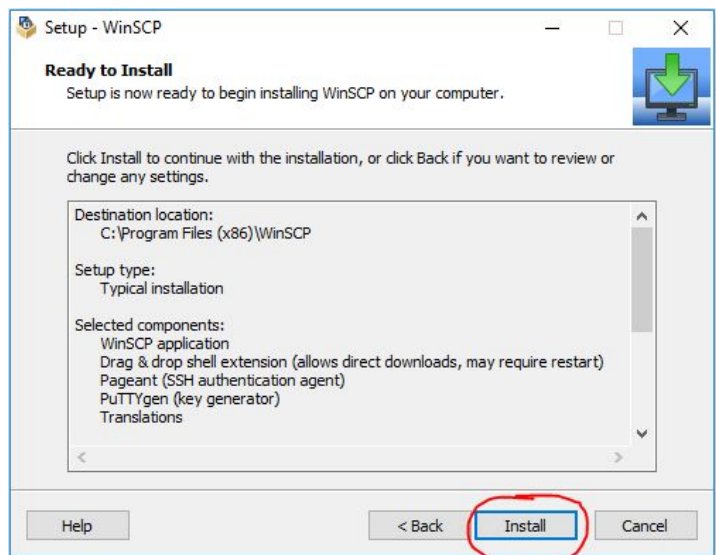 Setup - WinSCP
Ready to Install
Setup is now ready to begin installing WinSCP on your computer.
Click Install to continue with the installation, or click Back if you want to review or
change any settings.
Destination location:
C:\Program Files (x86)\WinSCP
Setup type:
Typical installation
Selected components:
WinSCP application
Drag & drop shell extension (allows direct downloads, may require restart)
Pageant (SSH authentication agent)
PuTTYgen (key generator)
Translations
Help
< Back
Install
Cancel